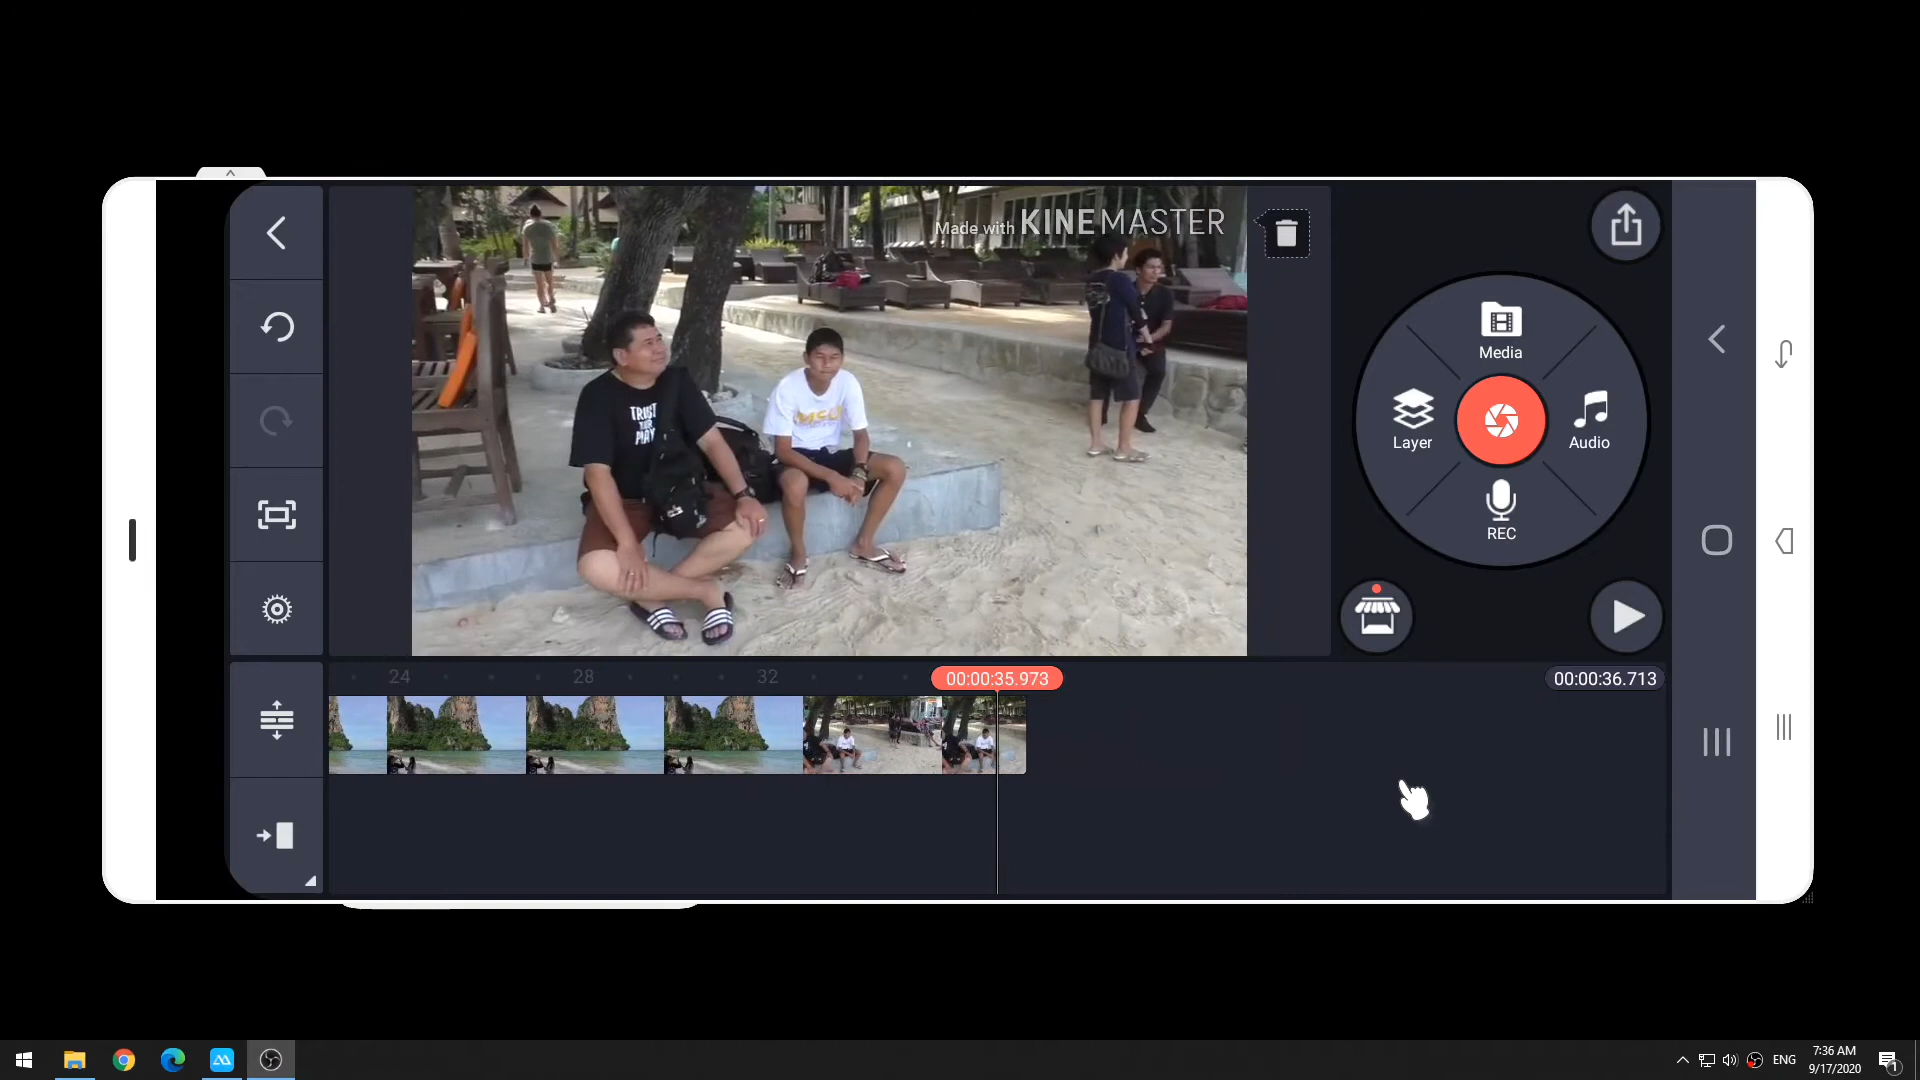 Made with KINEMASTER
TRUST
YOUR
Media
Layer
Audio
REC
24
28
32
00:00:35.973
00:00:36.713
ENG
7:36 AM
9/17/2020
1